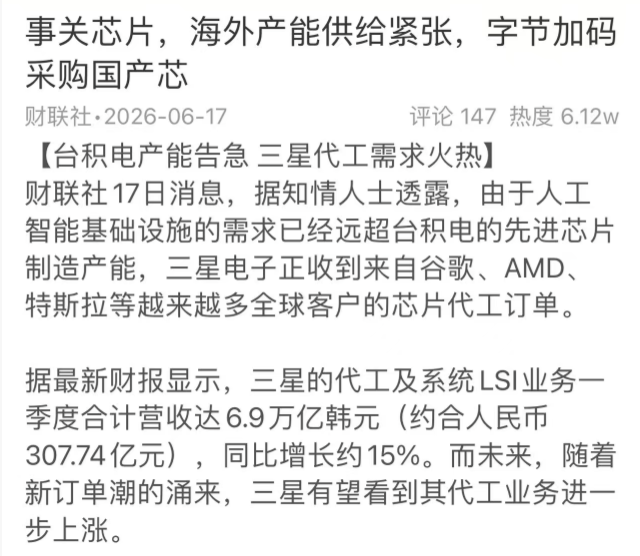 事关芯片，海外产能供给紧张，字节加码
采购国产芯
财联社·2026-06-17 评论 147 热度 6.12w
【台积电产能告急 三星代工需求火热】
财联社17日消息，据知情人士透露，由于人工
智能基础设施的需求已经远超台积电的先进芯片
制造产能，三星电子正收到来自谷歌、AMD、
特斯拉等越来越多全球客户的芯片代工订单。
据最新财报显示，三星的代工及系统LSI业务一
季度合计营收达6.9万亿韩元（约合人民币
307.74亿元），同比增长约15%。而未来，随着
新订单潮的涌来，三星有望看到其代工业务进一
步上涨。